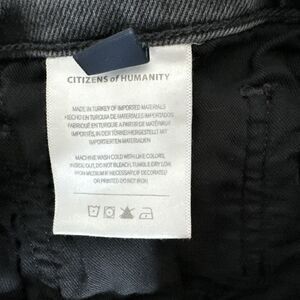 CITIZENS of HUMANITY
MADE IN TURKEY OF IMPORTED MATERIALS
HECHO EN TURQUIA DE MATERIALES IMPORTADOS
FABRIQUÉ EN TURQUIE A PARTIR DE MATÉRIAUX
IMPORTÉS, IN DER TÜRKEI HERGESTELLT MIT
IMPORTIERTEN MATERIALIEN
MACHINE WASH COLD WITH LIKE COLORS,
INSIDE OUT, DO NOT BLEACH, TUMBLE DRY LOW,
IRON MEDIUM IF NECESSARY, IF DECORATED
OR PRINTED DO NOT IRON